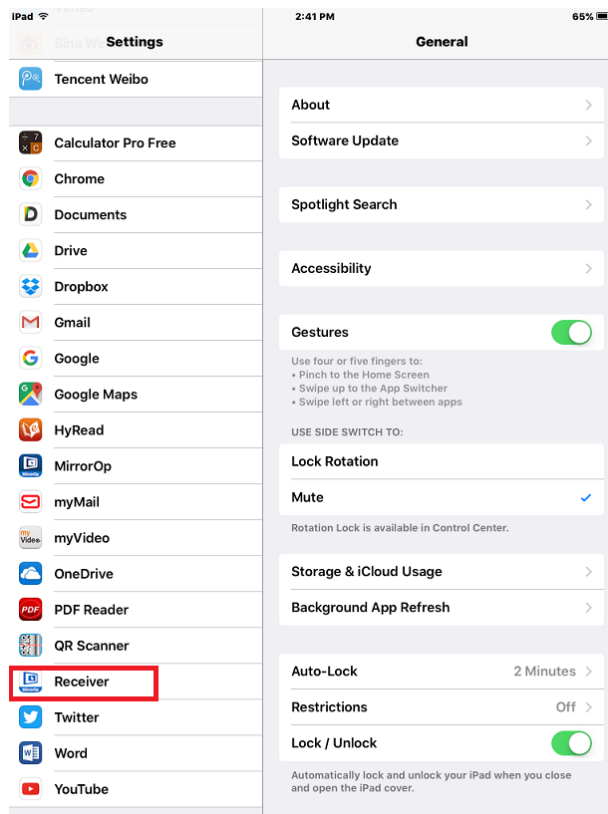 iPad
2:41 PM
65%
Settings
General
Tencent Weibo
Calculator Pro Free
Chrome
Documents
Drive
Dropbox
Gmail
Google
Google Maps
HyRead
MirrorOp
myMail
myVideo
OneDrive
PDF Reader
QR Scanner
Receiver
Twitter
Word
YouTube
About
Software Update
Spotlight Search
Accessibility
Gestures
Use four or five fingers to:
• Pinch to the Home Screen
• Swipe up to the App Switcher
• Swipe left or right between apps
USE SIDE SWITCH TO:
Lock Rotation
Mute
Rotation Lock is available in Control Center.
Storage & iCloud Usage
Background App Refresh
Auto-Lock 2 Minutes
Restrictions Off
Lock / Unlock
Automatically lock and unlock your iPad when you close
and open the iPad cover.